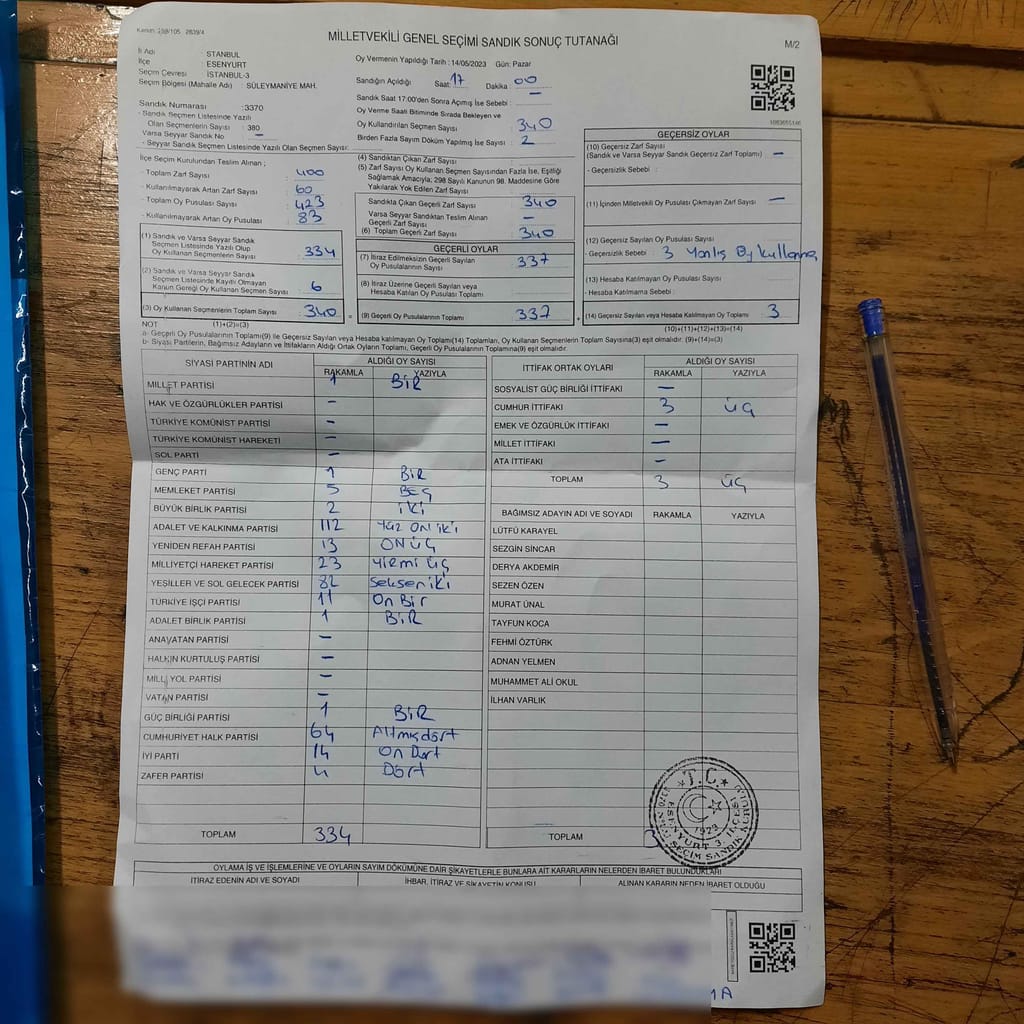 Kanun: 298/105 2839/4
MİLLETVEKİLİ GENEL SEÇİMİ SANDIK SONUÇ TUTANAĞI
M/2
İl Adı : İSTANBUL
İlçe : ESENYURT
Seçim Çevresi : İSTANBUL-3
Seçim Bölgesi (Mahalle Adı) SÜLEYMANİYE MAH.
Oy Vermenin Yapıldığı Tarih : 14/05/2023 Gün: Pazar
Sandığın Açıldığı Saat: 17 Dakika 00
Sandık Saat 17:00'den Sonra Açımış İse Sebebi : —
Oy Verme Saati Bitiminde Sırada Bekleyen ve
Oy Kullandırılan Seçmen Sayısı 340
Birden Fazla Sayım Döküm Yapılmış İse Sayısı : 2
Sandık Numarası : 3370
- Sandık Seçmen Listesinde Yazılı
Olan Seçmenlerin Sayısı : 380
Varsa Seyyar Sandık No —
- Seyyar Sandık Seçmen Listesinde Yazılı Olan Seçmen Sayısı:
İlçe Seçim Kurulundan Teslim Alınan ;
- Toplam Zarf Sayısı 400
- Kullanılmayarak Artan Zarf Sayısı 60
- Toplam Oy Pusulası Sayısı 423
- Kullanılmayarak Artan Oy Pusulası 83
(1) Sandık ve Varsa Seyyar Sandık
Seçmen Listesinde Yazılı Olup
Oy Kullanan Seçmenlerin Sayısı 334
(2) Sandık ve Varsa Seyyar Sandık
Seçmen Listesinde Kayıtlı Olmayan
Kanun Gereği Oy Kullanan Seçmen Sayısı 6
(3) Oy Kullanan Seçmenlerin Toplam Sayısı 340 =
(4) Sandıktan Çıkan Zarf Sayısı
(5) Zarf Sayısı Oy Kullanan Seçmen Sayısından Fazla İse, Eşitliği
Sağlamak Amacıyla; 298 Sayılı Kanunun 98. Maddesine Göre
Yakılarak Yok Edilen Zarf Sayısı
Sandıkta Çıkan Geçerli Zarf Sayısı 340
Varsa Seyyar Sandıktan Teslim Alınan
Geçerli Zarf Sayısı —
(6) Toplam Geçerli Zarf Sayısı 340
GEÇERLİ OYLAR
(7) İtiraz Edilmeksizin Geçerli Sayılan
Oy Pusulalarının Sayısı 337
(8) İtiraz Üzerine Geçerli Sayılan veya
Hesaba Katılan Oy Pusulası Toplamı
(9) Geçerli Oy Pusulalarının Toplamı 337 +
1083655146
GEÇERSİZ OYLAR
(10) Geçersiz Zarf Sayısı
(Sandık ve Varsa Seyyar Sandık Geçersiz Zarf Toplamı) —
- Geçersizlik Sebebi :
(11) İçinden Milletvekili Oy Pusulası Çıkmayan Zarf Sayısı —
(12) Geçersiz Sayılan Oy Pusulası Sayısı
- Geçersizlik Sebebi : 3 Yanlış Oy kullanma
(13) Hesaba Katılmayan Oy Pusulası Sayısı
- Hesaba Katılmama Sebebi :
(14) Geçersiz Sayılan veya Hesaba Katılmayan Oy Toplamı 3
NOT (1)+(2)=(3)
(10)+(11)+(12)+(13)=(14)
a- Geçerli Oy Pusulalarının Toplamı(9) ile Geçersiz Sayılan veya Hesaba Katılmayan Oy Toplamı(14) Toplamları, Oy Kullanan Seçmenlerin Toplam Sayısına(3) eşit olmalıdır. (9)+(14)=(3)
b- Siyasi Partilerin, Bağımsız Adayların ve İttifakların Aldığı Ortak Oyların Toplamı, Geçerli Oy Pusulalarının Toplamına(9) eşit olmalıdır.
SİYASİ PARTİNİN ADI ALDIĞI OY SAYISI
RAKAMLA YAZIYLA
MİLLET PARTİSİ 1 BİR
HAK VE ÖZGÜRLÜKLER PARTİSİ —
TÜRKİYE KOMÜNİST PARTİSİ —
TÜRKİYE KOMÜNİST HAREKETİ —
SOL PARTİ —
GENÇ PARTİ 1 BİR
MEMLEKET PARTİSİ 5 BEŞ
BÜYÜK BİRLİK PARTİSİ 2 İKİ
ADALET VE KALKINMA PARTİSİ 112 Yüz ON iki
YENİDEN REFAH PARTİSİ 13 ON ÜÇ
MİLLİYETÇİ HAREKET PARTİSİ 23 yirmi üç
YEŞİLLER VE SOL GELECEK PARTİSİ 82 Seksen iki
TÜRKİYE İŞÇİ PARTİSİ 11 On Bir
ADALET BİRLİK PARTİSİ 1 BİR
ANAVATAN PARTİSİ —
HALKIN KURTULUŞ PARTİSİ —
MİLLİ YOL PARTİSİ —
VATAN PARTİSİ —
GÜÇ BİRLİĞİ PARTİSİ 1 BİR
CUMHURİYET HALK PARTİSİ 64 Altmışdört
İYİ PARTİ 14 On Dört
ZAFER PARTİSİ 4 Dört
TOPLAM 334
İTTİFAK ORTAK OYLARI ALDIĞI OY SAYISI
RAKAMLA YAZIYLA
SOSYALİST GÜÇ BİRLİĞİ İTTİFAKI —
CUMHUR İTTİFAKI 3 ÜÇ
EMEK VE ÖZGÜRLÜK İTTİFAKI —
MİLLET İTTİFAKI —
ATA İTTİFAKI —
TOPLAM 3 ÜÇ
BAĞIMSIZ ADAYIN ADI VE SOYADI RAKAMLA YAZIYLA
LÜTFÜ KARAYEL
SEZGİN SİNCAR
DERYA AKDEMİR
SEZEN ÖZEN
MURAT ÜNAL
TAYFUN KOCA
FEHMİ ÖZTÜRK
ADNAN YELMEN
MUHAMMET ALİ OKUL
İLHAN VARLIK
TOPLAM
T.C.
1923
OYLAMA İŞ VE İŞLEMLERİNE VE OYLARIN SAYIM DÖKÜMÜNE DAİR ŞİKAYETLERLE BUNLARA AİT KARARLARIN NELERDEN İBARET BULUNDUKLARI
İTİRAZ EDENİN ADI VE SOYADI İHBAR, İTİRAZ VE ŞİKAYETİN KONUSU ALINAN KARARIN NEDEN İBARET OLDUĞU